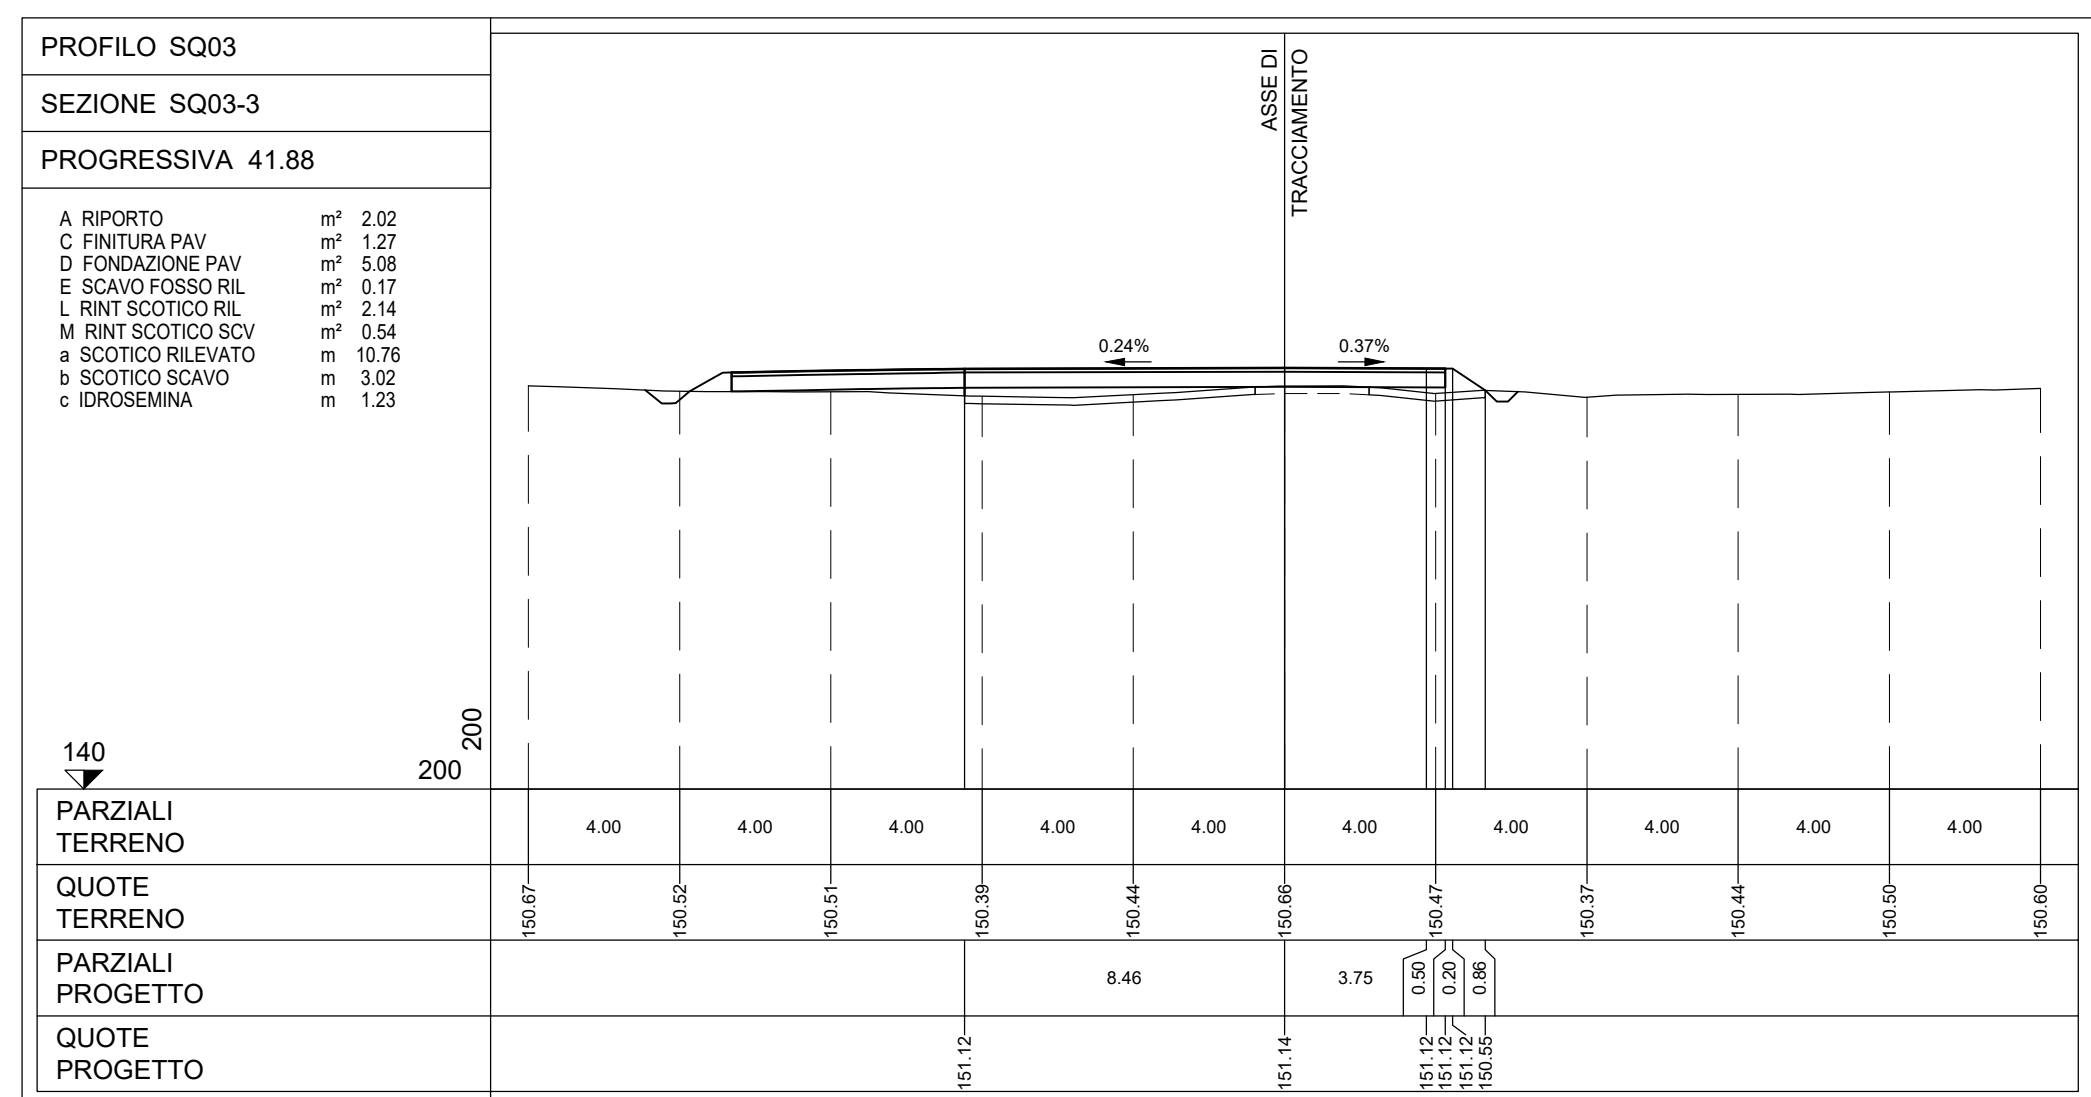 PROFILO SQ03
SEZIONE SQ03-3
PROGRESSIVA 41.88
A RIPORTO m² 2.02
C FINITURA PAV m² 1.27
D FONDAZIONE PAV m² 5.08
E SCAVO FOSSO RIL m² 0.17
L RINT SCOTICO RIL m² 2.14
M RINT SCOTICO SCV m² 0.54
a SCOTICO RILEVATO m 10.76
b SCOTICO SCAVO m 3.02
c IDROSEMINA m 1.23
ASSE DI
TRACCIAMENTO
0.24% 0.37%
200
140
200
PARZIALI
TERRENO
4.00 4.00 4.00 4.00 4.00 4.00 4.00 4.00 4.00 4.00
QUOTE
TERRENO
150.67 150.52 150.51 150.39 150.44 150.66 150.47 150.37 150.44 150.50 150.60
PARZIALI
PROGETTO
8.46 3.75 0.50 0.20 0.86
QUOTE
PROGETTO
151.12 151.14 151.12 151.12 151.12 150.55